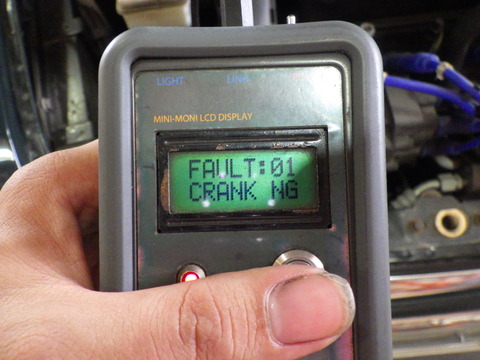 LIGHT LINK
MINI-MONI LCD DISPLAY
FAULT:01
CRANK NG